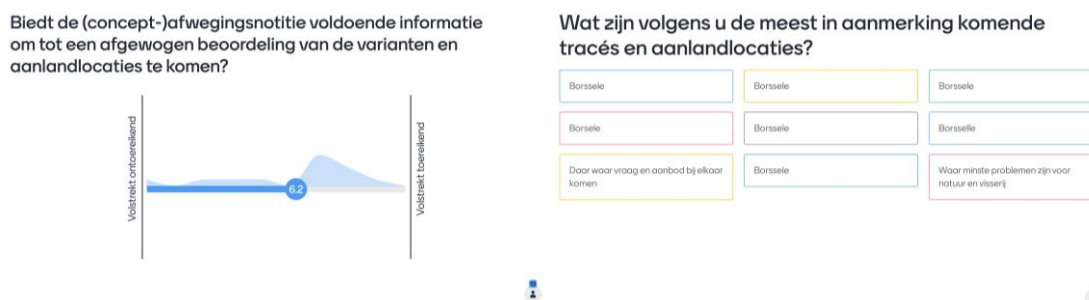 Biedt de (concept-)afwegingsnotitie voldoende informatie
om tot een afgewogen beoordeling van de varianten en
aanlandlocaties te komen?
Volstrekt ontoereikend
6.2
Volstrekt toereikend
Wat zijn volgens u de meest in aanmerking komende
tracés en aanlandlocaties?
Borssele
Borssele
Borssele
Borsele
Borssele
Borsselle
Daar waar vraag en aanbod bij elkaar
komen
Borssele
Waar minste problemen zijn voor
natuur en visserij